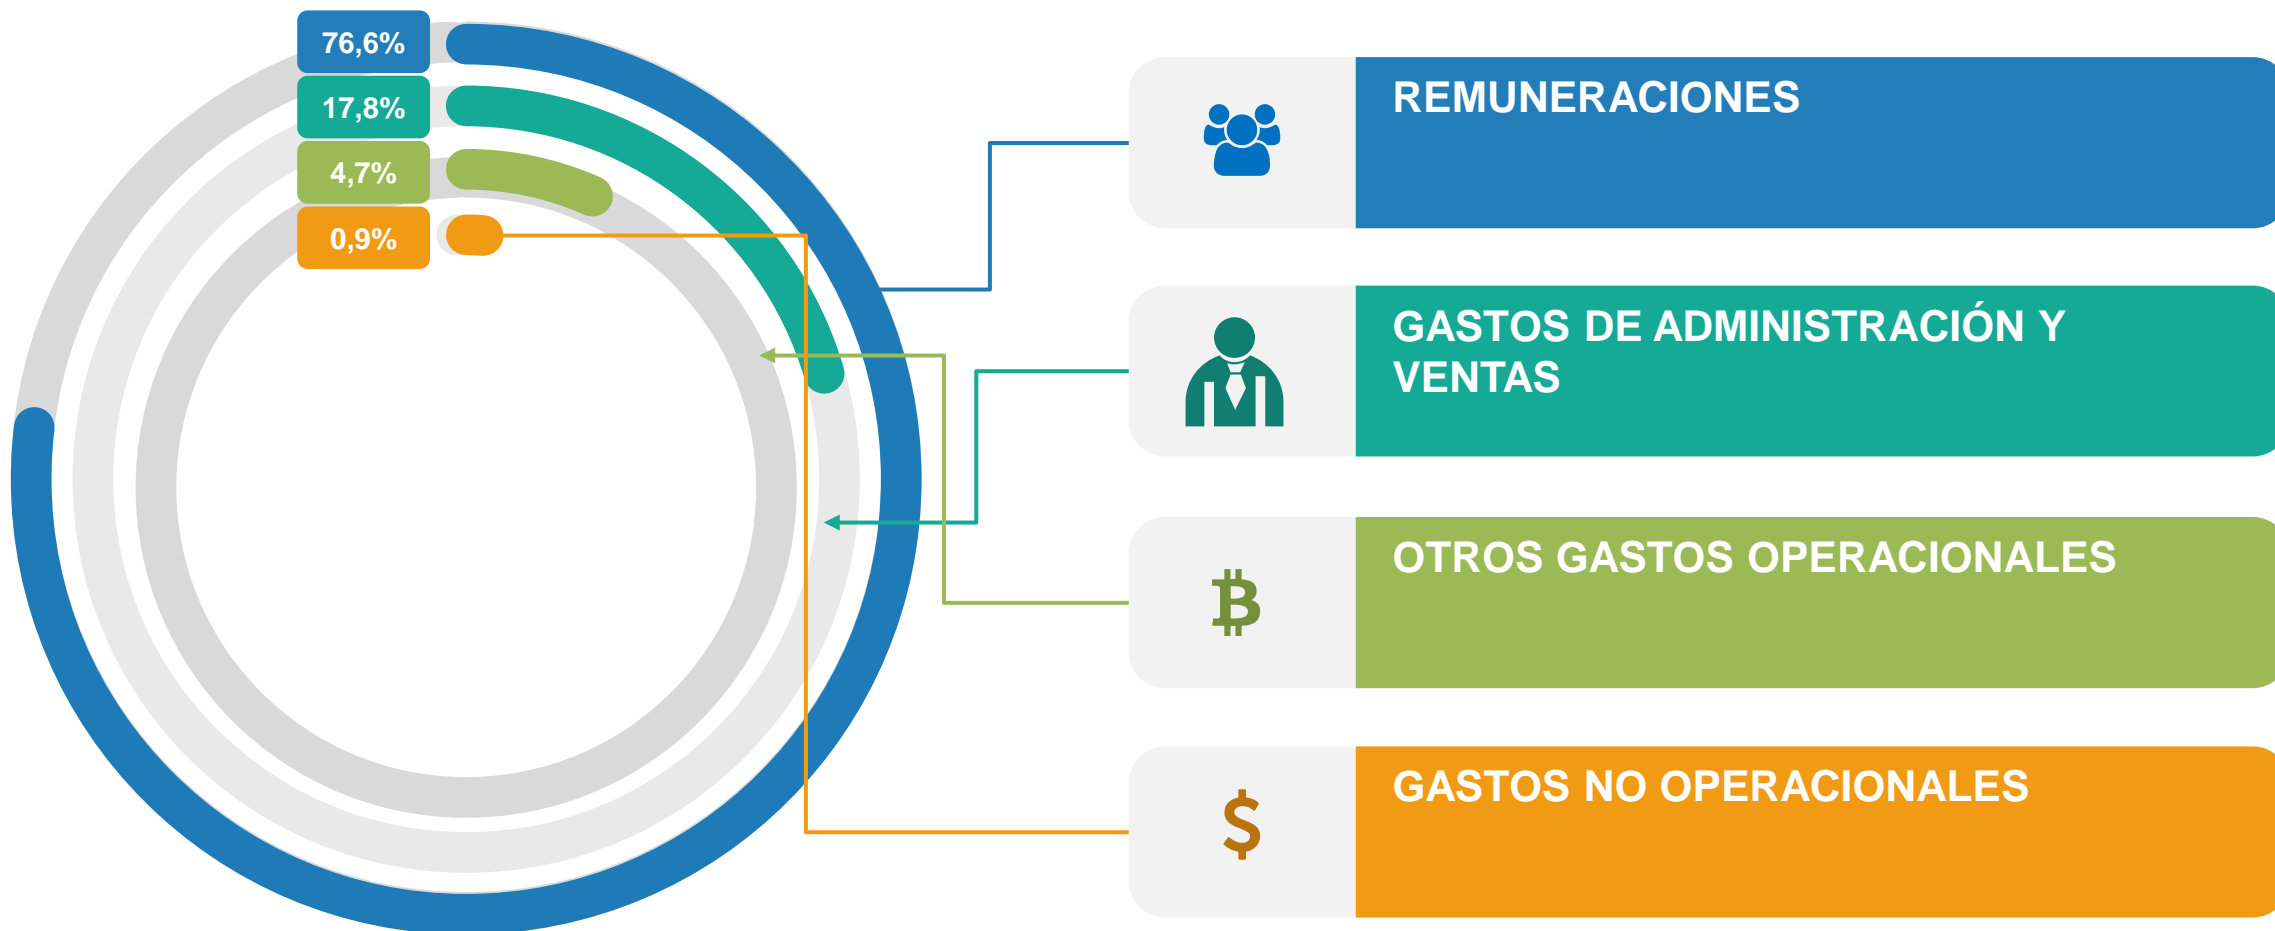 76,6%
17,8%
4,7%
0,9%
REMUNERACIONES
GASTOS DE ADMINISTRACIÓN Y
VENTAS
OTROS GASTOS OPERACIONALES
GASTOS NO OPERACIONALES